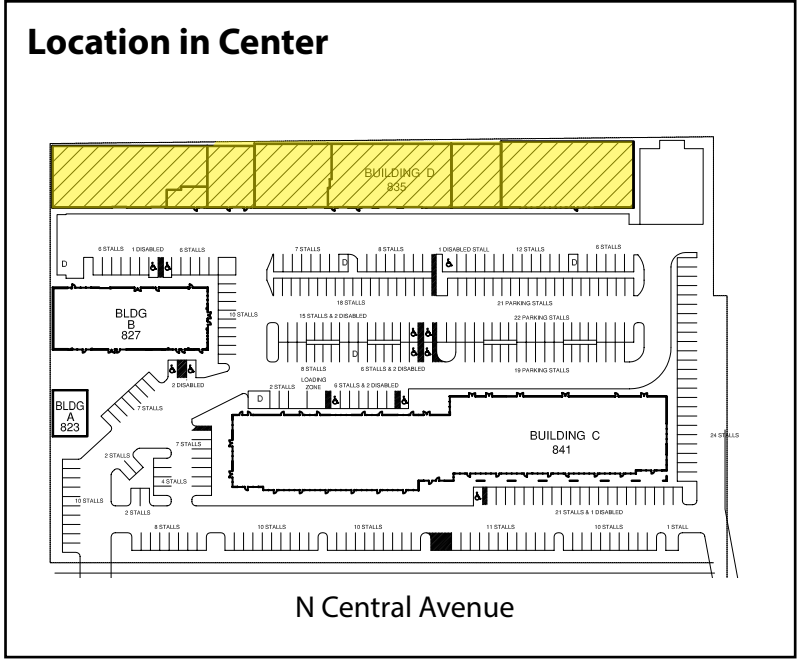 Location in Center
BUILDING D
835
6 STALLS
1 DISABLED
6 STALLS
D
7 STALLS
D
8 STALLS
1 DISABLED STALL
12 STALLS
D
6 STALLS
BLDG
B
827
10 STALLS
18 STALLS
21 PARKING STALLS
15 STALLS & 2 DISABLED
22 PARKING STALLS
D
8 STALLS
6 STALLS & 2 DISABLED
19 PARKING STALLS
2 DISABLED
D
2 STALLS
LOADING
ZONE
6 STALLS & 2 DISABLED
BLDG
A
823
7 STALLS
BUILDING C
841
24 STALLS
7 STALLS
2 STALLS
4 STALLS
10 STALLS
2 STALLS
21 STALLS & 1 DISABLED
8 STALLS
10 STALLS
10 STALLS
11 STALLS
10 STALLS
1 STALL
N Central Avenue